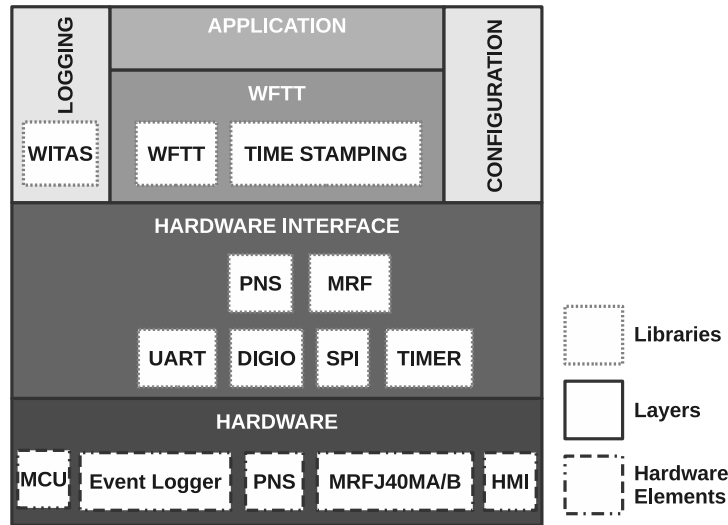 APPLICATION
LOGGING
CONFIGURATION
WFTT
WITAS
WFTT
TIME STAMPING
HARDWARE INTERFACE
PNS
MRF
UART
DIGIO
SPI
TIMER
HARDWARE
MCU
Event Logger
PNS
MRFJ40MA/B
HMI
Libraries
Layers
Hardware
Elements